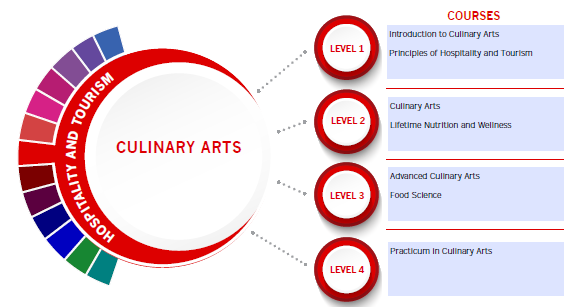 COURSES
HOSPITALITY AND TOURISM
CULINARY ARTS
LEVEL 1
Introduction to Culinary Arts
Principles of Hospitality and Tourism
LEVEL 2
Culinary Arts
Lifetime Nutrition and Wellness
LEVEL 3
Advanced Culinary Arts
Food Science
LEVEL 4
Practicum in Culinary Arts